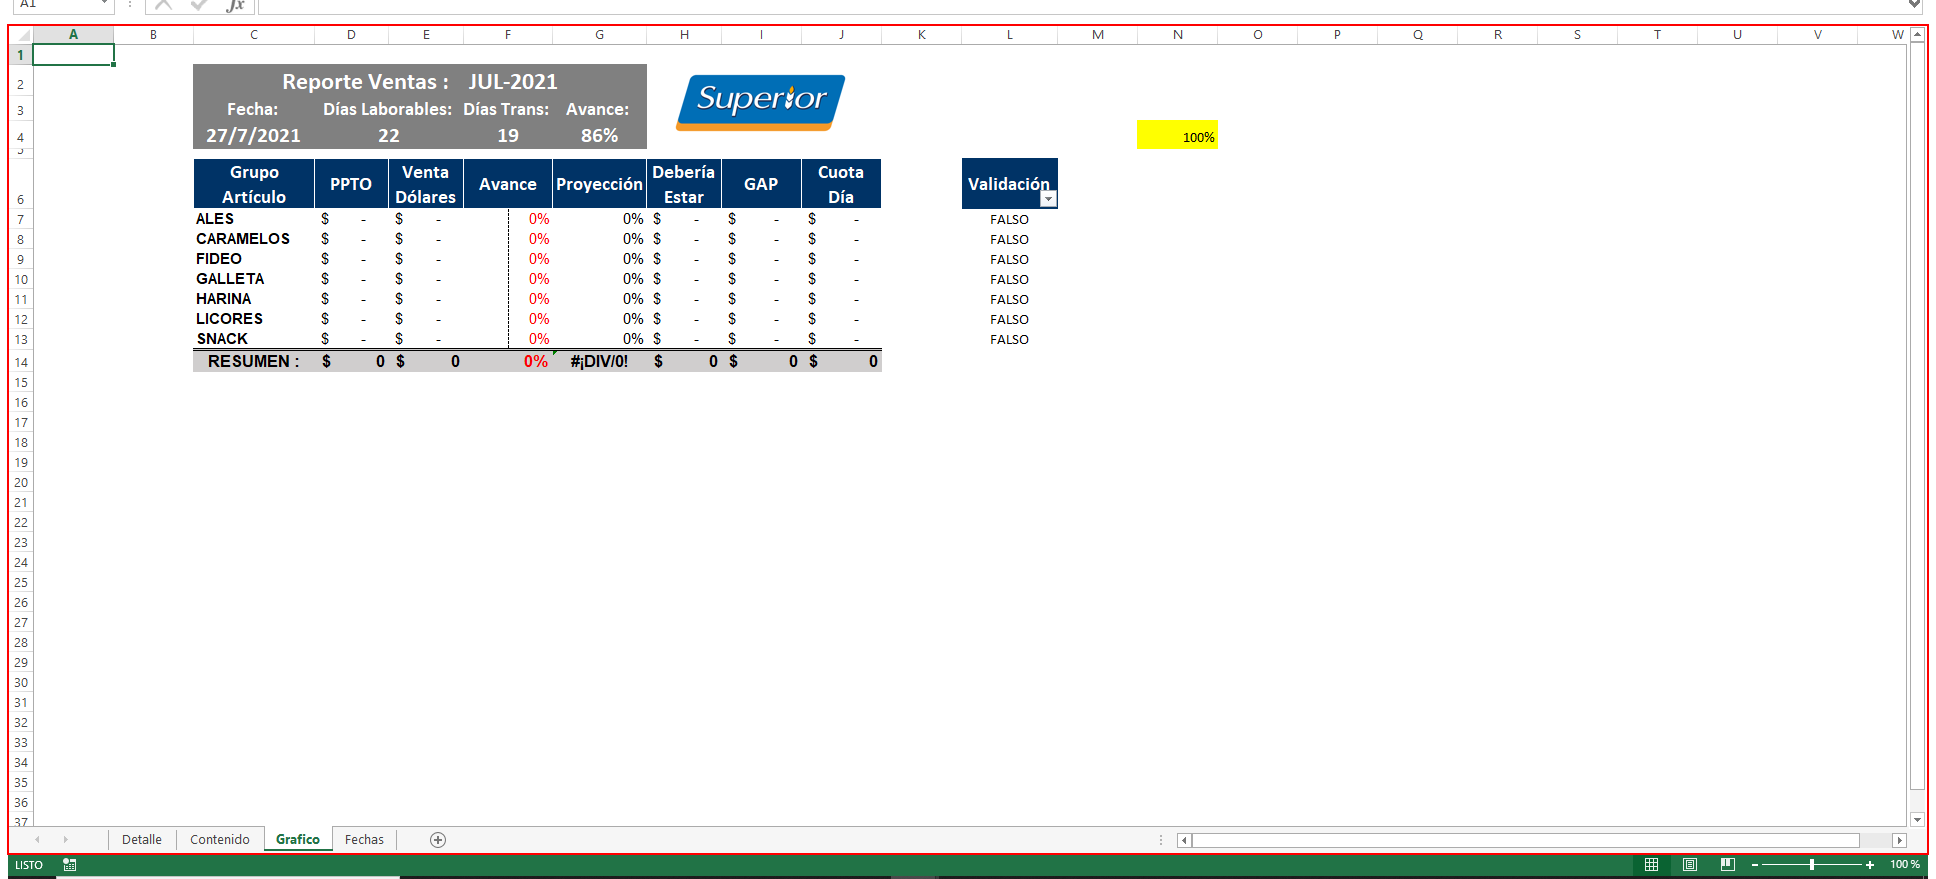 A1 fx
A B C D E F G H I J K L M N O P Q R S T U V W
1
2 Reporte Ventas : JUL-2021 Superior
3 Fecha: Días Laborables: Días Trans: Avance:
4 27/7/2021 22 19 86% 100%
5
6 Grupo Artículo PPTO Venta Dólares Avance Proyección Debería Estar GAP Cuota Día Validación
7 ALES $ - $ - 0% 0% $ - $ - $ - FALSO
8 CARAMELOS $ - $ - 0% 0% $ - $ - $ - FALSO
9 FIDEO $ - $ - 0% 0% $ - $ - $ - FALSO
10 GALLETA $ - $ - 0% 0% $ - $ - $ - FALSO
11 HARINA $ - $ - 0% 0% $ - $ - $ - FALSO
12 LICORES $ - $ - 0% 0% $ - $ - $ - FALSO
13 SNACK $ - $ - 0% 0% $ - $ - $ - FALSO
14 RESUMEN : $ 0 $ 0 0% #¡DIV/0! $ 0 $ 0 $ 0
15
16
17
18
19
20
21
22
23
24
25
26
27
28
29
30
31
32
33
34
35
36
37
Detalle Contenido Grafico Fechas
LISTO 100 %